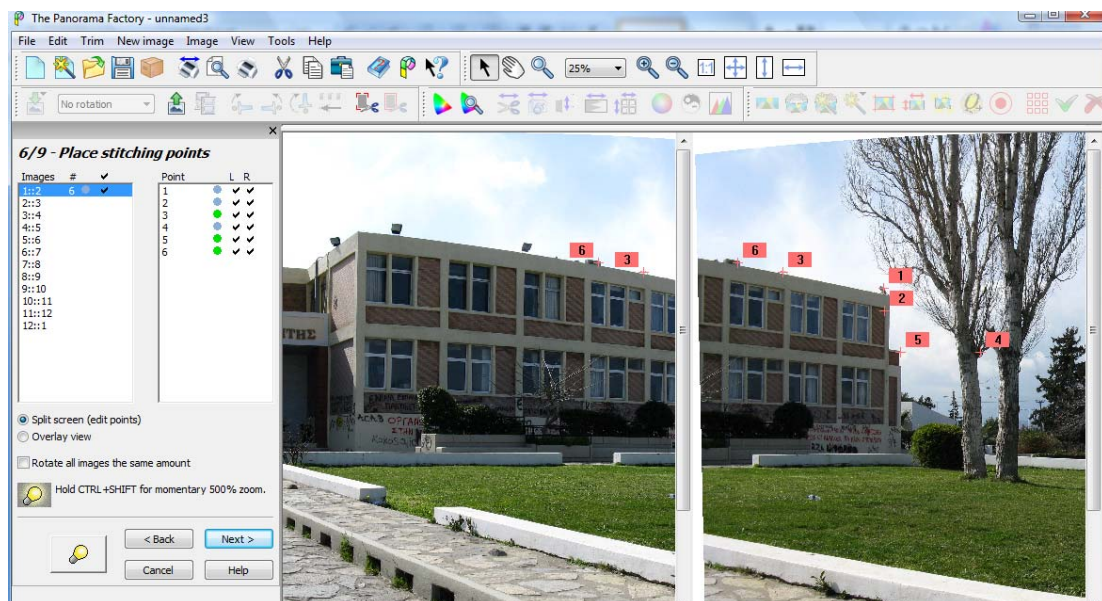 The Panorama Factory - unnamed3
File Edit Trim New image Image View Tools Help
25%
1:1
No rotation
6/9 - Place stitching points
Images # Point L R
1::2 6 1
2::3 2
3::4 3
4::5 4
5::6 5
6::7 6
7::8
8::9
9::10
10::11
11::12
12::1
Split screen (edit points)
Overlay view
Rotate all images the same amount
Hold CTRL+SHIFT for momentary 500% zoom.
< Back Next >
Cancel Help
6 3
6 3 1
2
5 4
ΑCΑΒ